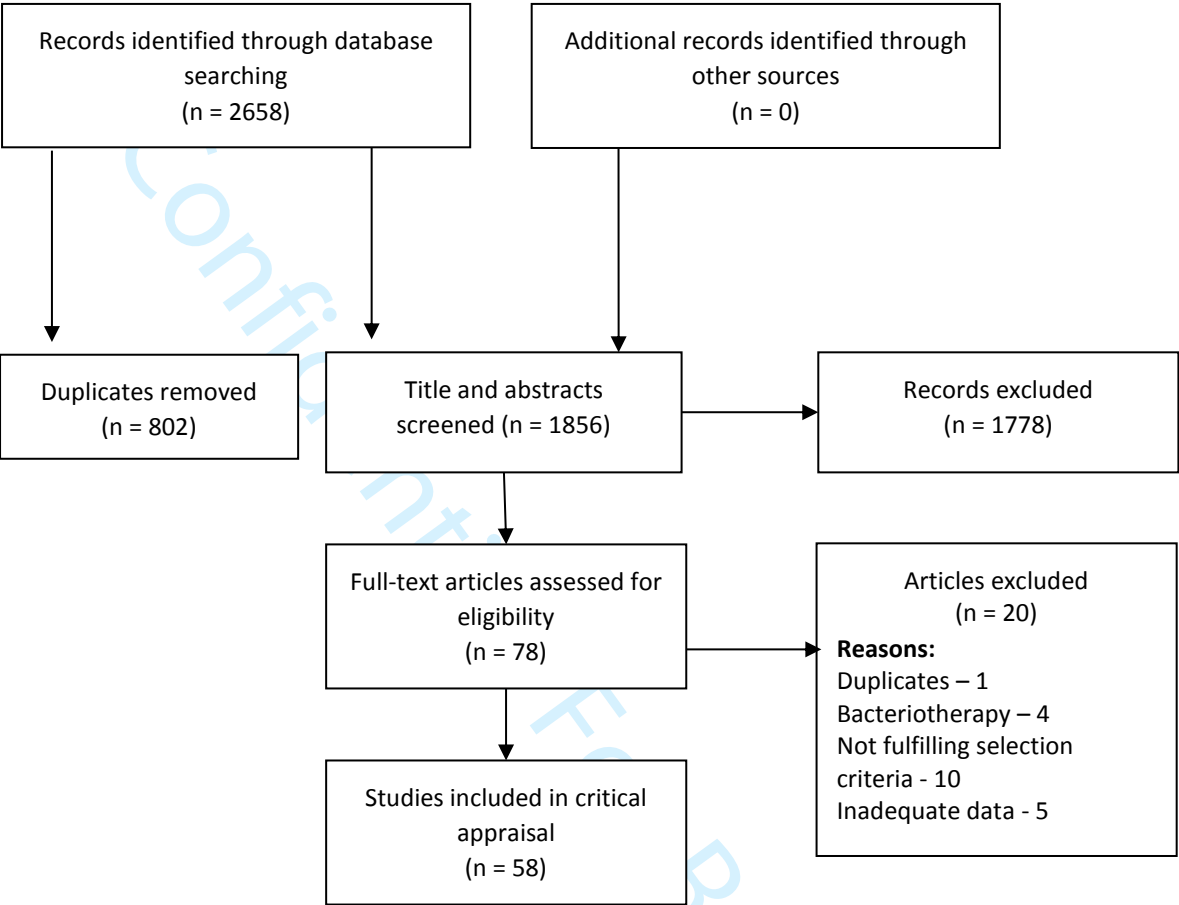 Records identified through database
searching
(n = 2658)
Additional records identified through
other sources
(n = 0)
Duplicates removed
(n = 802)
Title and abstracts
screened (n = 1856)
Records excluded
(n = 1778)
Full-text articles assessed for
eligibility
(n = 78)
Articles excluded
(n = 20)
Reasons:
Duplicates – 1
Bacteriotherapy – 4
Not fulfilling selection
criteria - 10
Inadequate data - 5
Studies included in critical
appraisal
(n = 58)